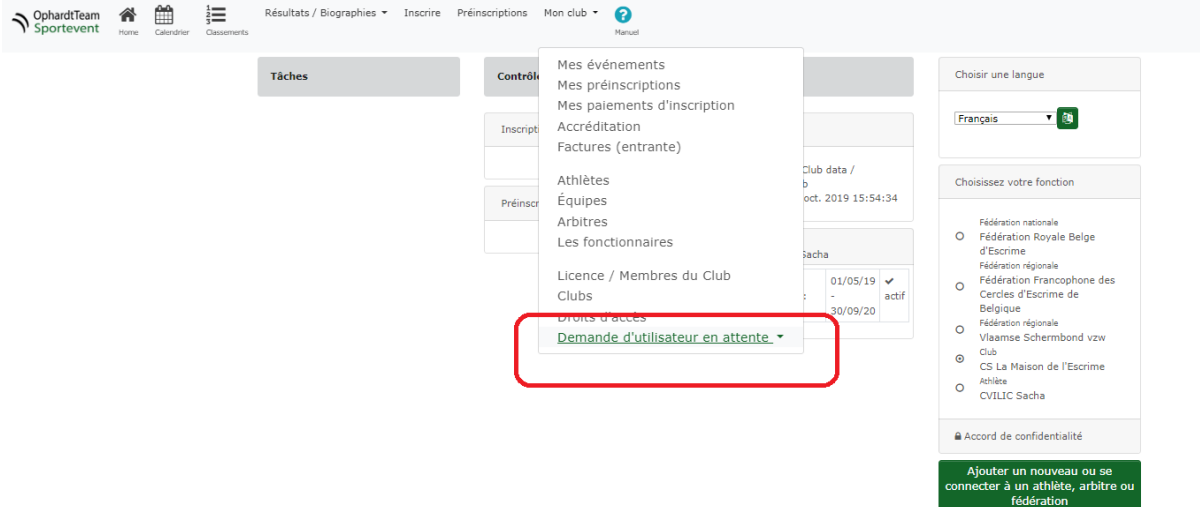 OphardtTeam
Sportevent
Home
Calendrier
Classements
Résultats / Biographies
Inscrire
Préinscriptions
Mon club
Manuel
Tâches
Contrôl
Inscript
Préinscr
Mes événements
Mes préinscriptions
Mes paiements d'inscription
Accréditation
Factures (entrante)
Athlètes
Équipes
Arbitres
Les fonctionnaires
Licence / Membres du Club
Clubs
Droits d'accès
Demande d'utilisateur en attente
Club data /
b
oct. 2019 15:54:34
Sacha
01/05/19
-
30/09/20
actif
Choisir une langue
Français
Choisissez votre fonction
Fédération nationale
Fédération Royale Belge
d'Escrime
Fédération régionale
Fédération Francophone des
Cercles d'Escrime de
Belgique
Fédération régionale
Vlaamse Schermbond vzw
Club
CS La Maison de l'Escrime
Athlète
CVILIC Sacha
Accord de confidentialité
Ajouter un nouveau ou se
connecter à un athlète, arbitre ou
fédération